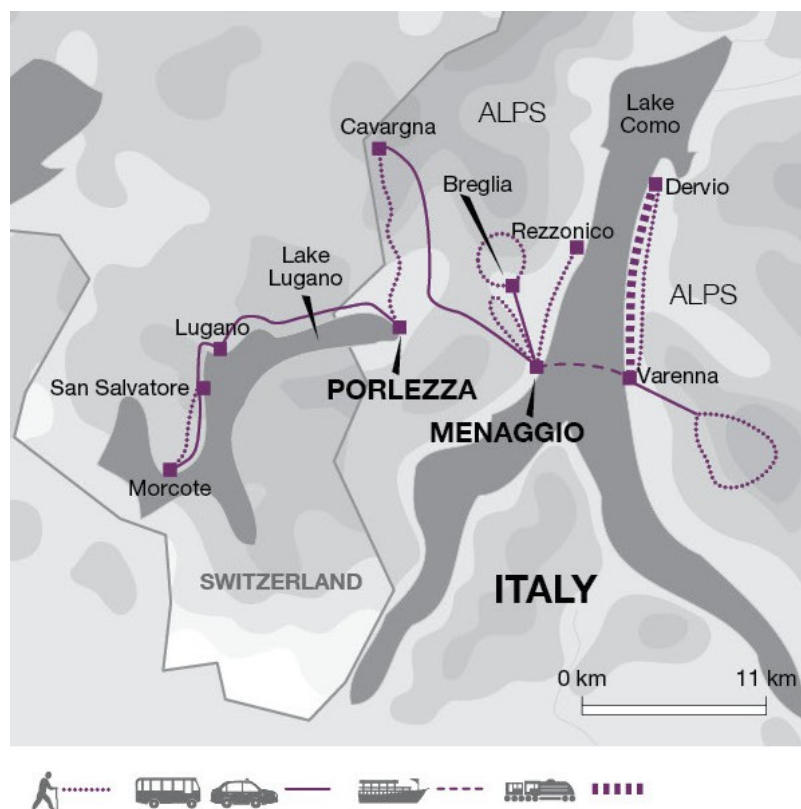 ALPS
Lake
Como
Cavargna
Breglia
Dervio
Rezzonico
Lake
Lugano
ALPS
Lugano
San Salvatore
PORLEZZA
Varenna
MENAGGIO
Morcote
SWITZERLAND
ITALY
0 km
11 km